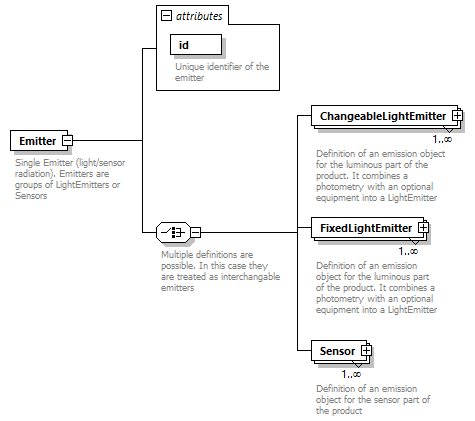 attributes
id
Unique identifier of the
emitter
Emitter
Single Emitter (light/sensor
radiation). Emitters are
groups of LightEmitters or
Sensors
Multiple definitions are
possible. In this case they
are treated as interchangable
emitters
ChangeableLightEmitter
1..∞
Definition of an emission object
for the luminous part of the
product. It combines a
photometry with an optional
equipment into a LightEmitter
FixedLightEmitter
1..∞
Definition of an emission
object for the luminous part
of the product. It combines a
photometry with an optional
equipment into a LightEmitter
Sensor
1..∞
Definition of an emission
object for the sensor part of
the product